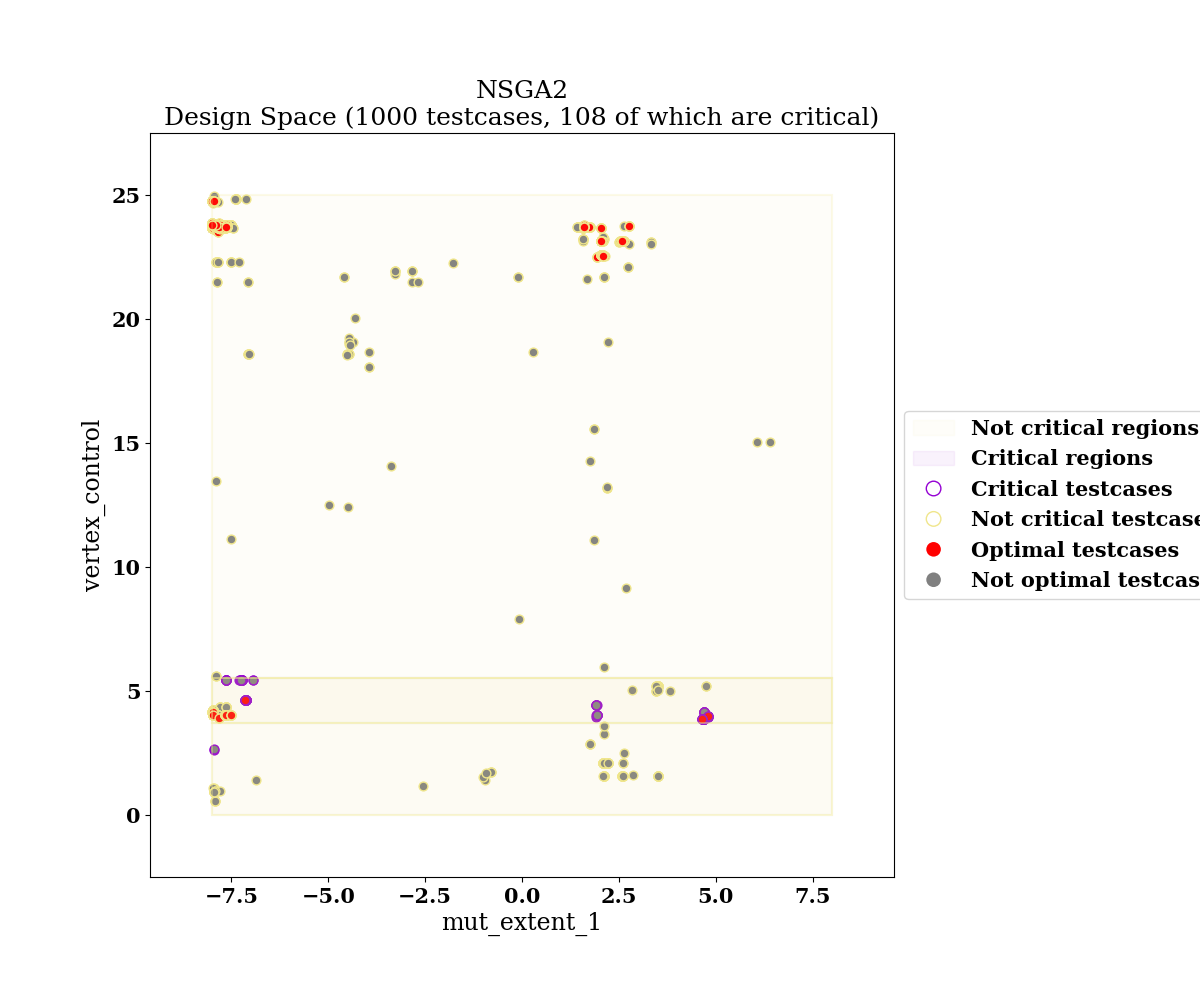 NSGA2
Design Space (1000 testcases, 108 of which are critical)
25
20
15
10
5
0
vertex_control
−7.5
−5.0
−2.5
0.0
2.5
5.0
7.5
mut_extent_1
Not critical regions
Critical regions
Critical testcases
Not critical testcase
Optimal testcases
Not optimal testcas